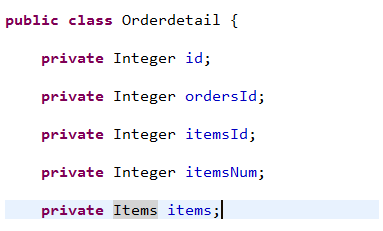 public class Orderdetail {
private Integer id;
private Integer ordersId;
private Integer itemsId;
private Integer itemsNum;
private Items items;